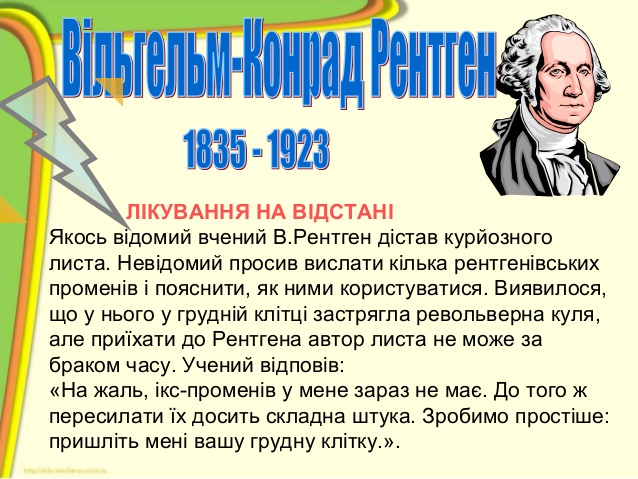 Вільгельм-Конрад Рентген
1835 - 1923
ЛІКУВАННЯ НА ВІДСТАНІ
Якось відомий вчений В.Рентген дістав курйозного
листа. Невідомий просив вислати кілька рентгенівських
променів і пояснити, як ними користуватися. Виявилося,
що у нього у грудній клітці застрягла револьверна куля,
але приїхати до Рентгена автор листа не може за
браком часу. Учений відповів:
«На жаль, ікс-променів у мене зараз не має. До того ж
пересилати їх досить складна штука. Зробимо простіше:
пришліть мені вашу грудну клітку.».